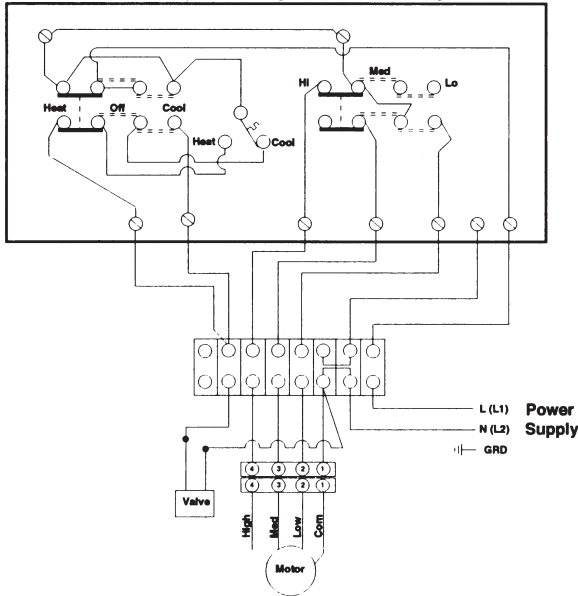 HI Med Lo
Heat Off Cool
Heat Cool
L (L1) Power
N (L2) Supply
GRD
4 3 2 1
4 3 2 1
Valve
High Med Low Com
Motor